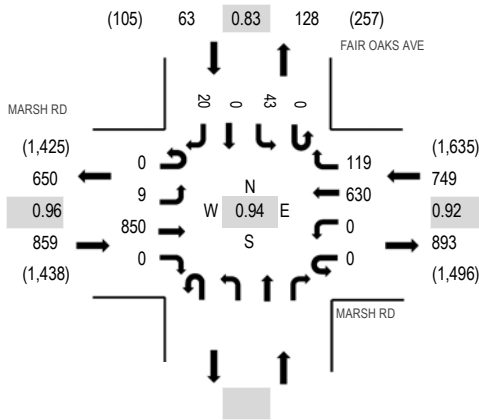 (105) 63 0.83 128 (257)
FAIR OAKS AVE
20 0 43 0
MARSH RD
(1,425)
650
0.96
859
(1,438)
0
9
850
0
N
W 0.94 E
S
119
630
0
0
(1,635)
749
0.92
893
(1,496)
MARSH RD